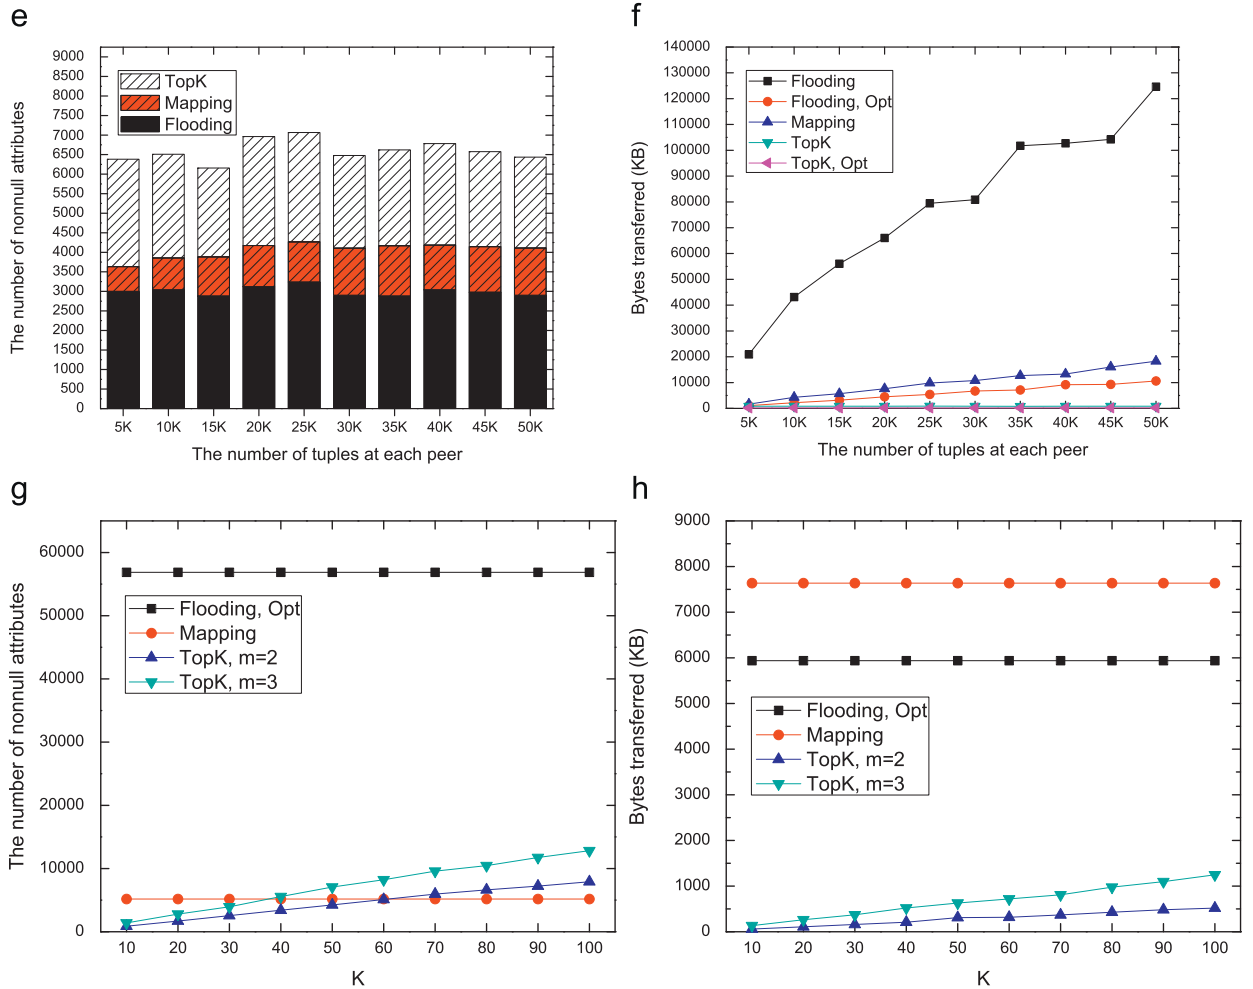 e
The number of nonnull attributes
9000
8500
8000
7500
7000
6500
6000
5500
5000
4500
4000
3500
3000
2500
2000
1500
1000
500
0
TopK
Mapping
Flooding
5K 10K 15K 20K 25K 30K 35K 40K 45K 50K
The number of tuples at each peer
f
Bytes transferred (KB)
140000
130000
120000
110000
100000
90000
80000
70000
60000
50000
40000
30000
20000
10000
0
Flooding
Flooding, Opt
Mapping
TopK
TopK, Opt
5K 10K 15K 20K 25K 30K 35K 40K 45K 50K
The number of tuples at each peer
g
The number of nonnull attributes
60000
50000
40000
30000
20000
10000
0
Flooding, Opt
Mapping
TopK, m=2
TopK, m=3
10 20 30 40 50 60 70 80 90 100
K
h
Bytes transferred (KB)
9000
8000
7000
6000
5000
4000
3000
2000
1000
0
Flooding, Opt
Mapping
TopK, m=2
TopK, m=3
10 20 30 40 50 60 70 80 90 100
K